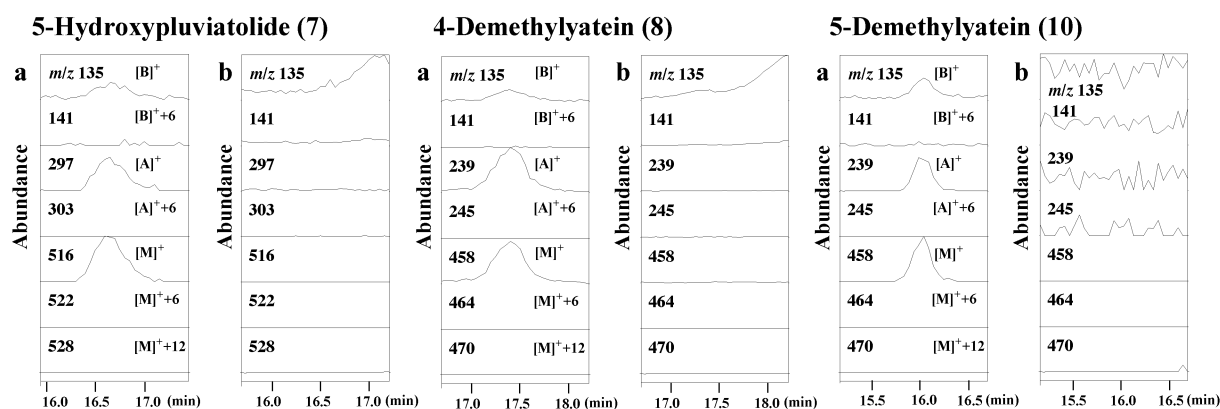 5-Hydroxypluviatolide (7) 4-Demethylyatein (8) 5-Demethylyatein (10)
a
m/z 135 [B]⁺
141 [B]⁺+6
297 [A]⁺
303 [A]⁺+6
516 [M]⁺
522 [M]⁺+6
528 [M]⁺+12
Abundance
16.0 16.5 17.0 (min)
b
m/z 135
141
297
303
516
522
528
16.0 16.5 17.0 (min)
a
m/z 135 [B]⁺
141 [B]⁺+6
239 [A]⁺
245 [A]⁺+6
458 [M]⁺
464 [M]⁺+6
470 [M]⁺+12
Abundance
17.0 17.5 18.0 (min)
b
m/z 135
141
239
245
458
464
470
17.0 17.5 18.0 (min)
a
m/z 135 [B]⁺
141 [B]⁺+6
239 [A]⁺
245 [A]⁺+6
458 [M]⁺
464 [M]⁺+6
470 [M]⁺+12
Abundance
15.5 16.0 16.5 (min)
b
m/z 135
141
239
245
458
464
470
15.5 16.0 16.5 (min)